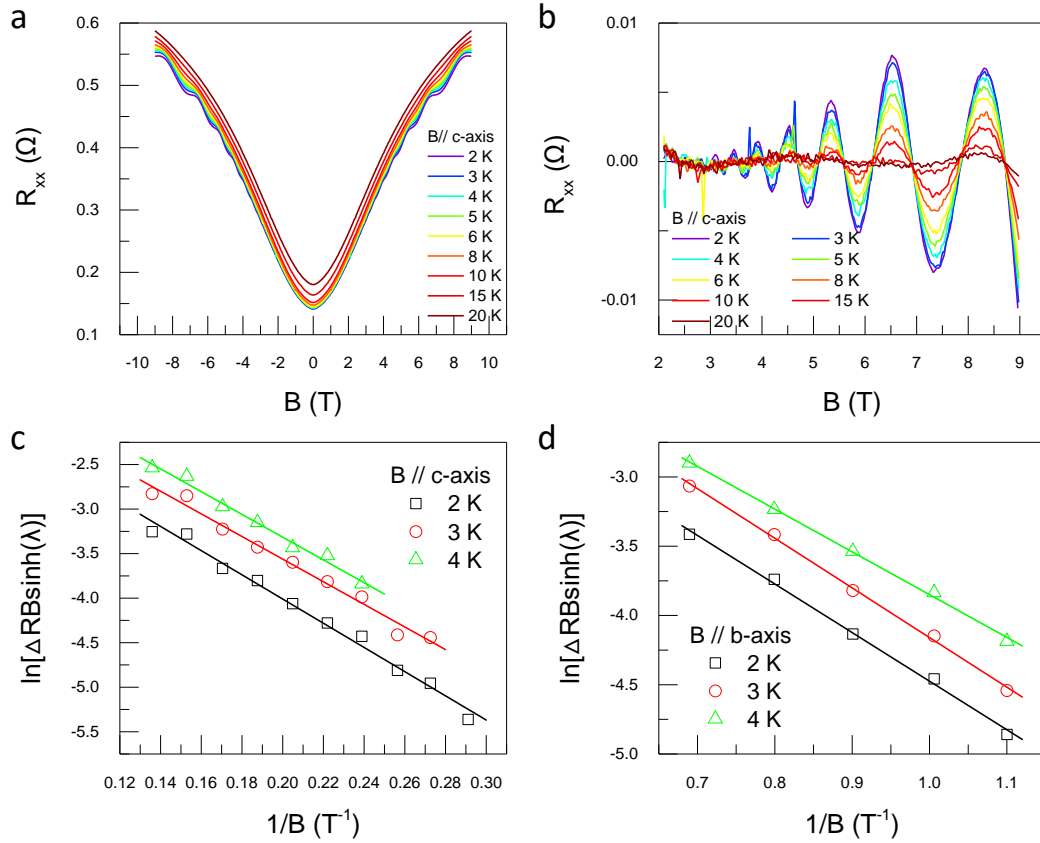 a
0.6
0.5
0.4
0.3
0.2
0.1
R_xx (Ω)
B// c-axis
2 K
3 K
4 K
5 K
6 K
8 K
10 K
15 K
20 K
-10 -8 -6 -4 -2 0 2 4 6 8 10
B (T)
b
0.01
0.00
-0.01
R_xx (Ω)
B // c-axis
2 K 3 K
4 K 5 K
6 K 8 K
10 K 15 K
20 K
2 3 4 5 6 7 8 9
B (T)
c
-2.5
-3.0
-3.5
-4.0
-4.5
-5.0
-5.5
ln[ΔRBsinh(λ)]
B // c-axis
2 K
3 K
4 K
0.12 0.14 0.16 0.18 0.20 0.22 0.24 0.26 0.28 0.30
1/B (T⁻¹)
d
-3.0
-3.5
-4.0
-4.5
-5.0
ln[ΔRBsinh(λ)]
B // b-axis
2 K
3 K
4 K
0.7 0.8 0.9 1.0 1.1
1/B (T⁻¹)